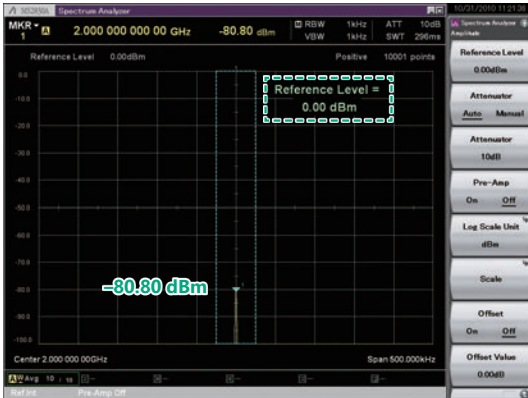 MS2830A Spectrum Analyzer
10/31/2010 11:21:08
MKR 1 2.000 000 000 00 GHz -80.80 dBm
RBW 1kHz ATT 10dB
VBW 1kHz SWT 296ms
Reference Level 0.00dBm Positive 10001 points
Reference Level =
0.00 dBm
0.0
-10.0
-20.0
-30.0
-40.0
-50.0
-60.0
-70.0
-80.0
-90.0
-100.0
–80.80 dBm
1
Center 2.000 000 00GHz Span 500.000kHz
Avg 10 / 10
Ref.Int Pre-Amp Off
Spectrum Analyzer
Amplitude
Reference Level
0.00dBm
Attenuator
Auto Manual
Attenuator
10dB
Pre-Amp
On Off
Log Scale Unit
dBm
Scale
Offset
On Off
Offset Value
0.00dB